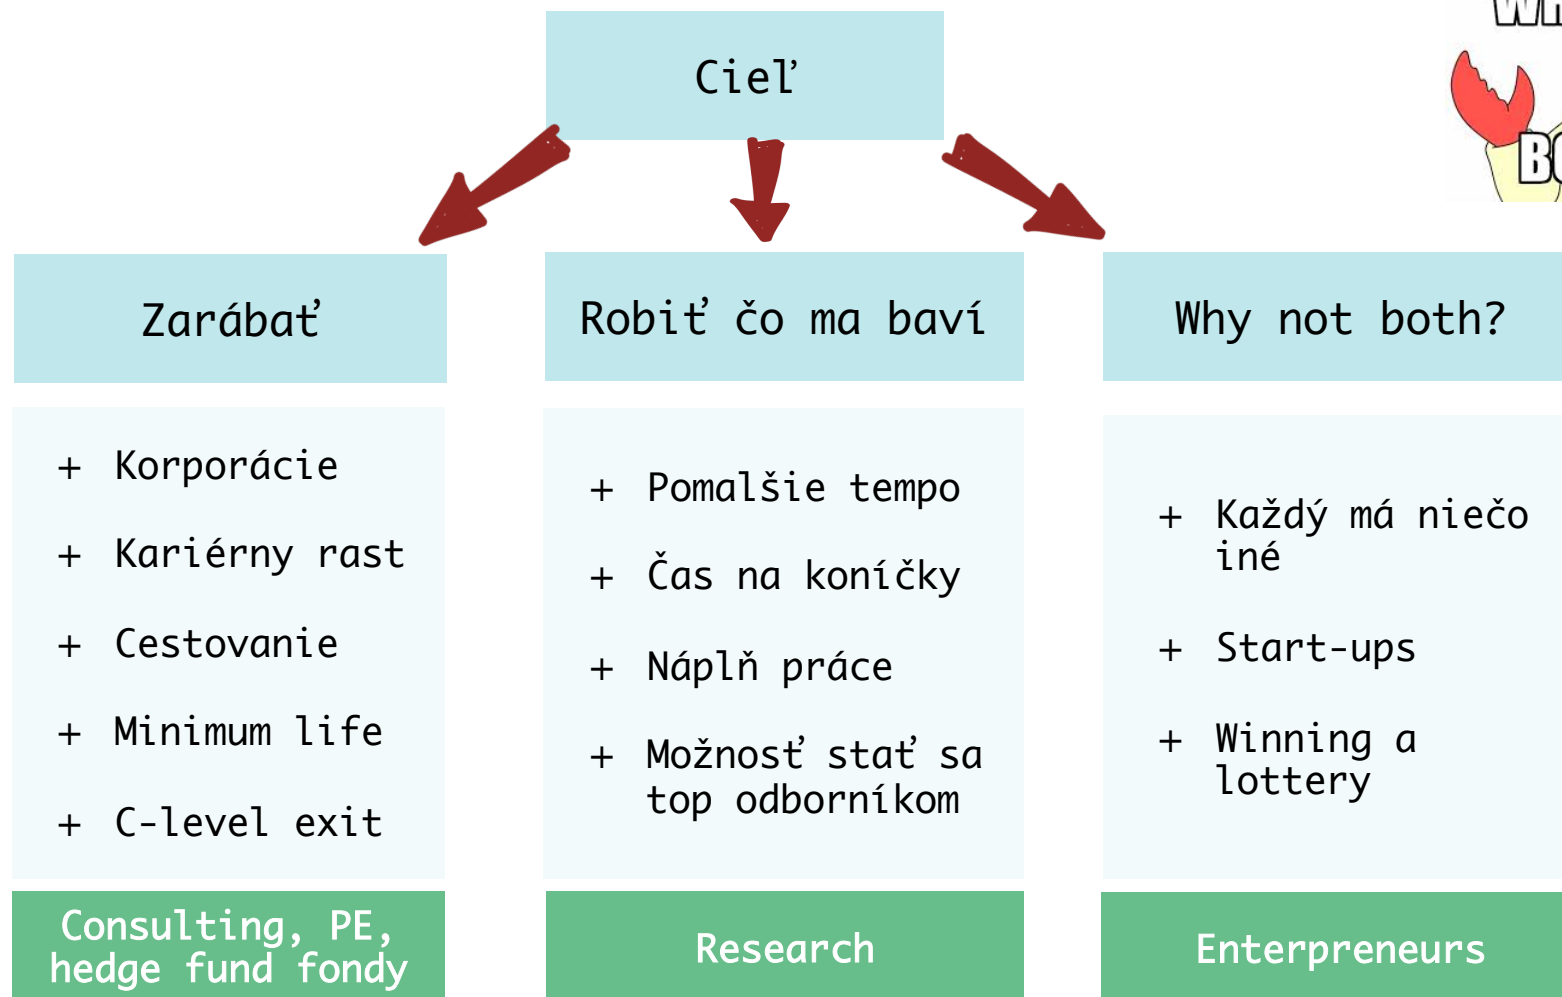 Cieľ
Zarábať
+ Korporácie
+ Kariérny rast
+ Cestovanie
+ Minimum life
+ C-level exit
Consulting, PE,
hedge fund fondy
Robiť čo ma baví
+ Pomalšie tempo
+ Čas na koníčky
+ Náplň práce
+ Možnosť stať sa
top odborníkom
Research
Why not both?
+ Každý má niečo
iné
+ Start-ups
+ Winning a
lottery
Enterpreneurs